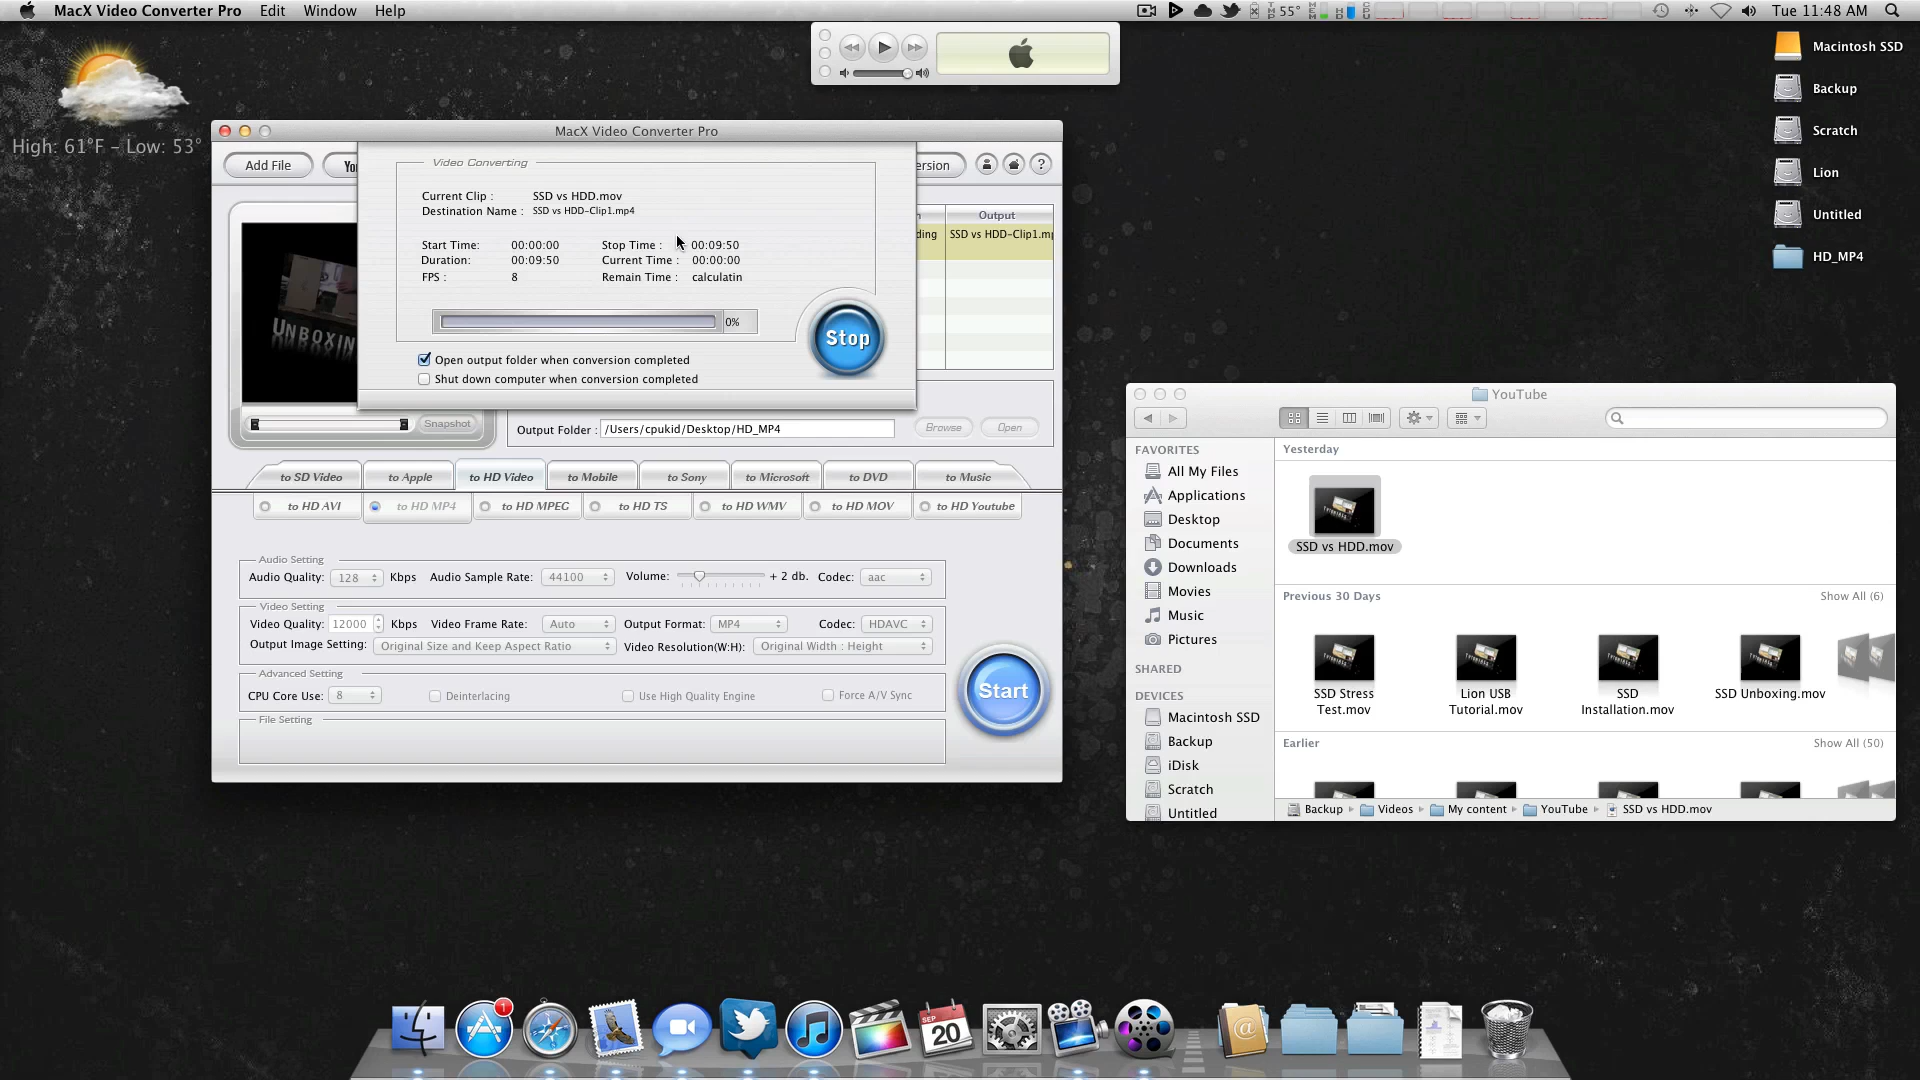 MacX Video Converter Pro Edit Window Help
55° Tue 11:48 AM
High: 61°F – Low: 53°
Macintosh SSD
Backup
Scratch
Lion
Untitled
HD_MP4
MacX Video Converter Pro
Add File
?
Video Converting
Current Clip : SSD vs HDD.mov
Destination Name : SSD vs HDD-Clip1.mp4
Start Time: 00:00:00 Stop Time : 00:09:50
Duration: 00:09:50 Current Time : 00:00:00
FPS : 8 Remain Time : calculatin
0%
Stop
Open output folder when conversion completed
Shut down computer when conversion completed
Output
SSD vs HDD-Clip1.mp
UNBOXIN
Snapshot
Output Folder : /Users/cpukid/Desktop/HD_MP4 Browse Open
to SD Video to Apple to HD Video to Mobile to Sony to Microsoft to DVD to Music
to HD AVI to HD MP4 to HD MPEG to HD TS to HD WMV to HD MOV to HD Youtube
Audio Setting
Audio Quality: 128 Kbps Audio Sample Rate: 44100 Volume: + 2 db. Codec: aac
Video Setting
Video Quality: 12000 Kbps Video Frame Rate: Auto Output Format: MP4 Codec: HDAVC
Output Image Setting: Original Size and Keep Aspect Ratio Video Resolution(W:H): Original Width : Height
Advanced Setting
CPU Core Use: 8 Deinterlacing Use High Quality Engine Force A/V Sync
File Setting
Start
YouTube
FAVORITES
All My Files
Applications
Desktop
Documents
Downloads
Movies
Music
Pictures
SHARED
DEVICES
Macintosh SSD
Backup
iDisk
Scratch
Untitled
Yesterday
SSD vs HDD.mov
Previous 30 Days Show All (6)
SSD Stress Test.mov
Lion USB Tutorial.mov
SSD Installation.mov
SSD Unboxing.mov
Earlier Show All (50)
Backup Videos My content YouTube SSD vs HDD.mov
1
SEP
20
@